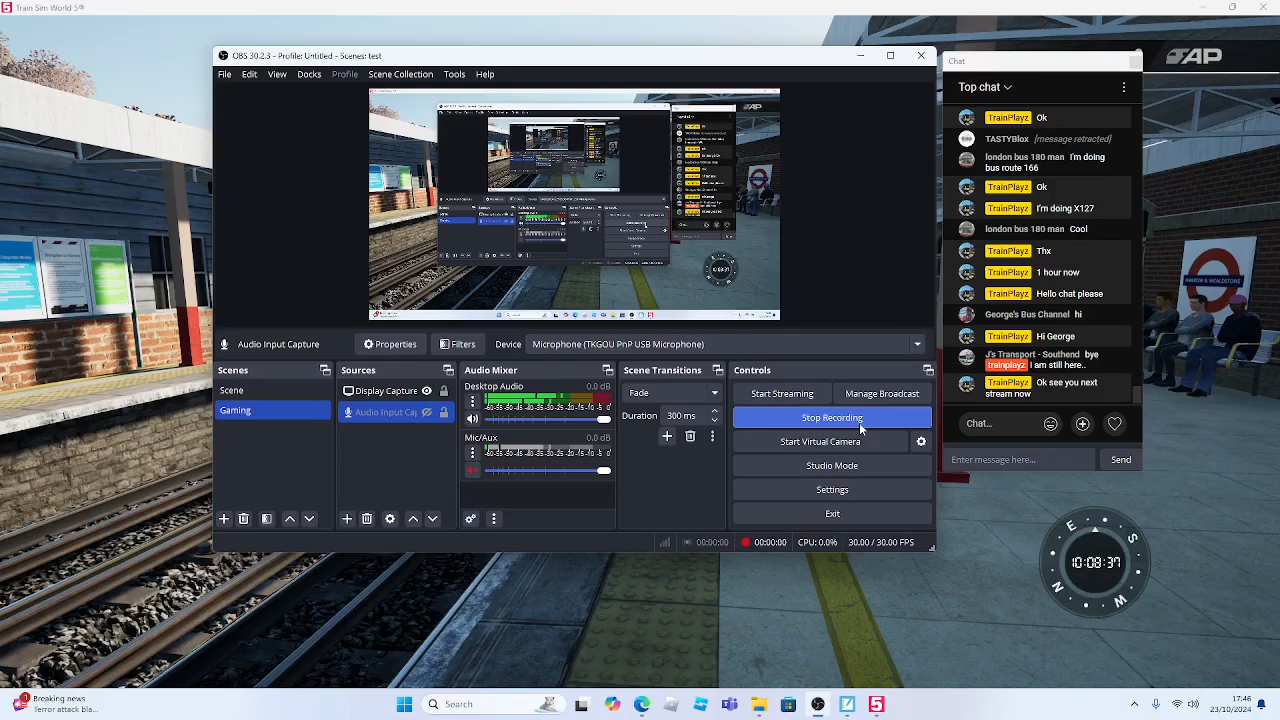 Train Sim World 5®
OBS 30.2.3 - Profile: Untitled - Scenes: test
File Edit View Docks Profile Scene Collection Tools Help
Audio Input Capture
Properties
Filters
Device
Microphone (TKGOU PnP USB Microphone)
Scenes
Scene
Gaming
Sources
Display Capture
Audio Input Cap
Audio Mixer
Desktop Audio 0.0 dB
Mic/Aux 0.0 dB
Scene Transitions
Fade
Duration 300 ms
Controls
Start Streaming
Manage Broadcast
Stop Recording
Start Virtual Camera
Studio Mode
Settings
Exit
00:00:00
00:00:00
CPU: 0.0%
30.00 / 30.00 FPS
Chat
Top chat
TrainPlayz Ok
TASTYBlox [message retracted]
london bus 180 man I'm doing
bus route 166
TrainPlayz Ok
TrainPlayz I'm doing X127
london bus 180 man Cool
TrainPlayz Thx
TrainPlayz 1 hour now
TrainPlayz Hello chat please
George's Bus Channel hi
TrainPlayz Hi George
J's Transport - Southend bye
trainplayz I am still here..
TrainPlayz Ok see you next
stream now
Chat...
Enter message here...
Send
TAP
HARROW & WEALDSTONE
E
S
N
W
10:08:37
Breaking news
Terror attack bla...
Search
17:46
23/10/2024